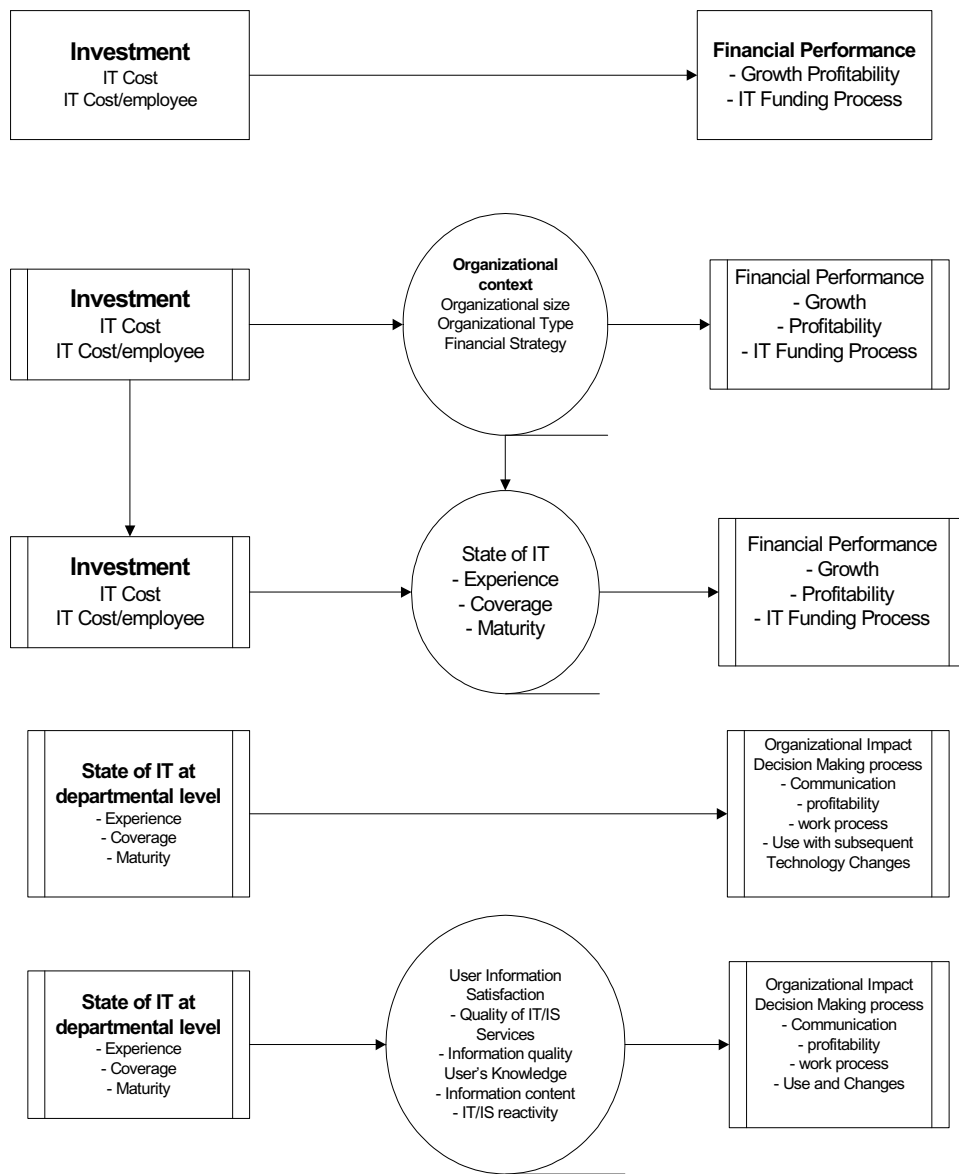 Investment
IT Cost
IT Cost/employee
Financial Performance
- Growth Profitability
- IT Funding Process
Investment
IT Cost
IT Cost/employee
Organizational
context
Organizational size
Organizational Type
Financial Strategy
Financial Performance
- Growth
- Profitability
- IT Funding Process
Investment
IT Cost
IT Cost/employee
State of IT
- Experience
- Coverage
- Maturity
Financial Performance
- Growth
- Profitability
- IT Funding Process
State of IT at
departmental level
- Experience
- Coverage
- Maturity
Organizational Impact
Decision Making process
- Communication
- profitability
- work process
- Use with subsequent
Technology Changes
State of IT at
departmental level
- Experience
- Coverage
- Maturity
User Information
Satisfaction
- Quality of IT/IS
Services
- Information quality
User's Knowledge
- Information content
- IT/IS reactivity
Organizational Impact
Decision Making process
- Communication
- profitability
- work process
- Use and Changes